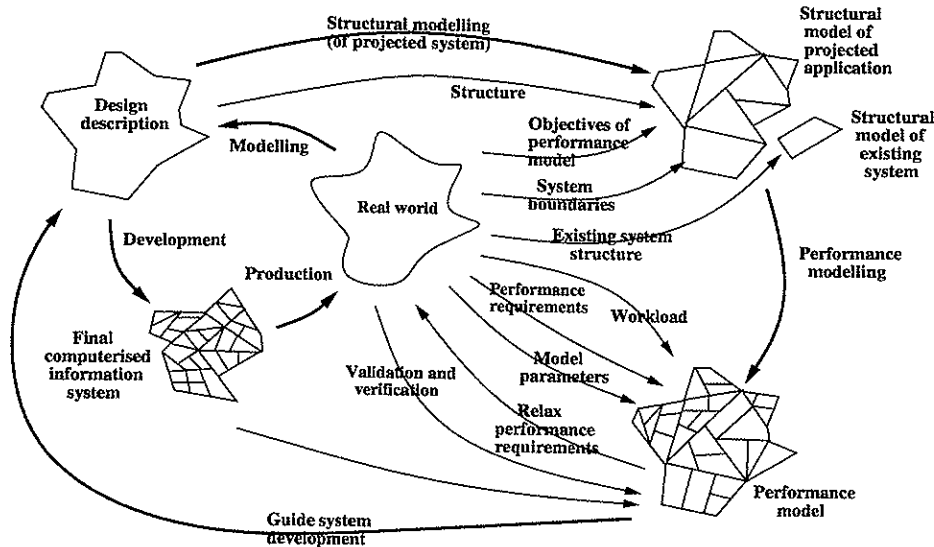 Structural modelling
(of projected system)
Structural
model of
projected
application
Design
description
Structure
Modelling
Objectives of
performance
model
Structural
model of
existing
system
Real world
System
boundaries
Development
Existing system
structure
Performance
modelling
Production
Performance
requirements
Workload
Final
computerised
information
system
Validation and
verification
Model
parameters
Relax
performance
requirements
Performance
model
Guide system
development